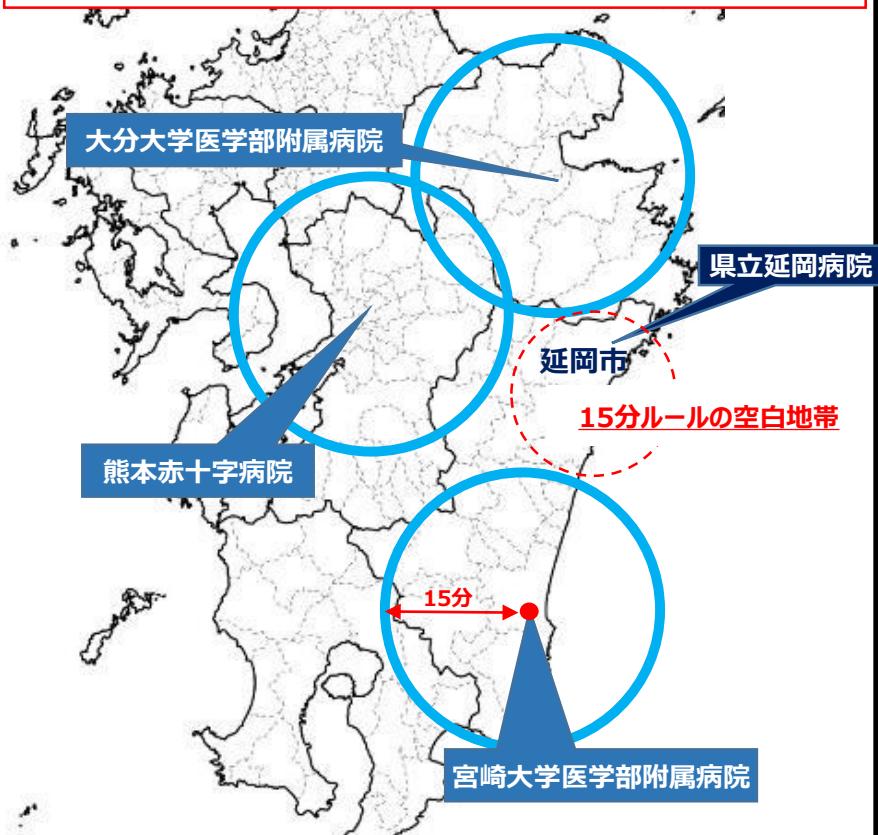 大分大学医学部附属病院
県立延岡病院
延岡市
15分ルールの空白地帯
熊本赤十字病院
15分
宮崎大学医学部附属病院